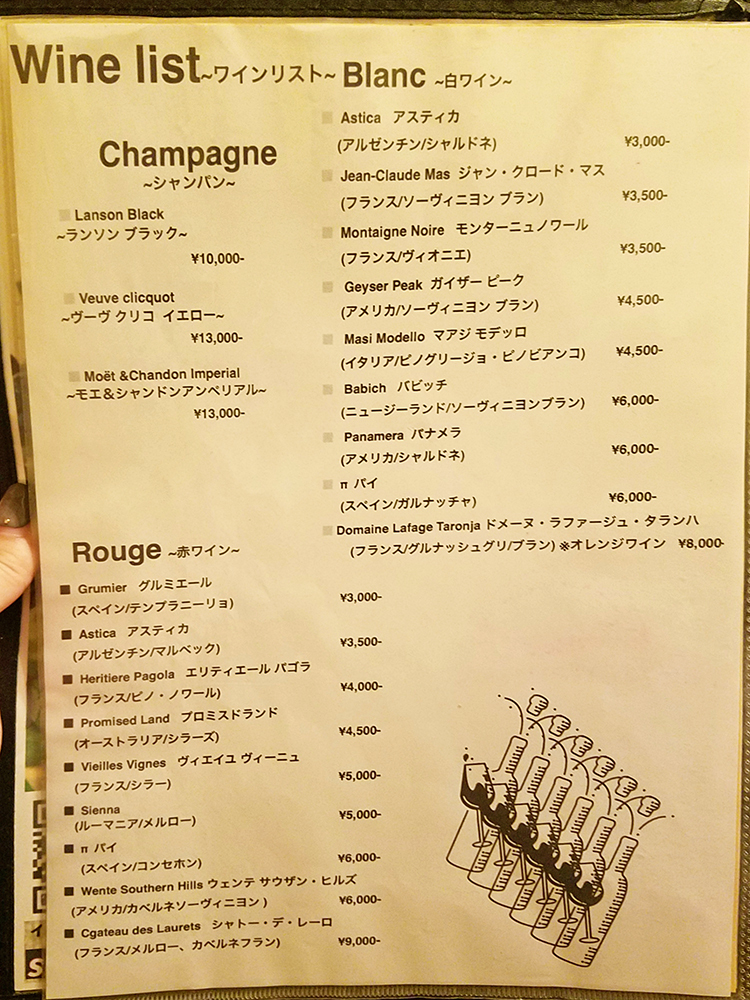 Wine list ~ワインリスト~
Champagne
~シャンパン~
Lanson Black
~ランソン ブラック~
¥10,000-
Veuve clicquot
~ヴーヴ クリコ イエロー~
¥13,000-
Moët &Chandon Imperial
~モエ&シャンドンアンペリアル~
¥13,000-
Blanc ~白ワイン~
Astica アスティカ
(アルゼンチン/シャルドネ) ¥3,000-
Jean-Claude Mas ジャン・クロード・マス
(フランス/ソーヴィニヨン ブラン) ¥3,500-
Montaigne Noire モンターニュノワール
(フランス/ヴィオニエ) ¥3,500-
Geyser Peak ガイザー ピーク
(アメリカ/ソーヴィニヨン ブラン) ¥4,500-
Masi Modello マアジ モデッロ
(イタリア/ピノグリージョ・ピノビアンコ) ¥4,500-
Babich バビッチ
(ニュージーランド/ソーヴィニヨンブラン) ¥6,000-
Panamera パナメラ
(アメリカ/シャルドネ) ¥6,000-
π パイ
(スペイン/ガルナッチャ) ¥6,000-
Domaine Lafage Taronja ドメーヌ・ラファージュ・タランハ
(フランス/グルナッシュグリ/ブラン) ※オレンジワイン ¥8,000-
Rouge ~赤ワイン~
Grumier グルミエール
(スペイン/テンプラニーリョ) ¥3,000-
Astica アスティカ
(アルゼンチン/マルベック) ¥3,500-
Heritiere Pagola エリティエール パゴラ
(フランス/ピノ・ノワール) ¥4,000-
Promised Land プロミスドランド
(オーストラリア/シラーズ) ¥4,500-
Vieilles Vignes ヴィエイユ ヴィーニュ
(フランス/シラー) ¥5,000-
Sienna
(ルーマニア/メルロー) ¥5,000-
π パイ
(スペイン/コンセホン) ¥6,000-
Wente Southern Hills ウェンテ サウザン・ヒルズ
(アメリカ/カベルネソーヴィニヨン ) ¥6,000-
Cgateau des Laurets シャトー・デ・レーロ
(フランス/メルロー、カベルネフラン) ¥9,000-
イ
S